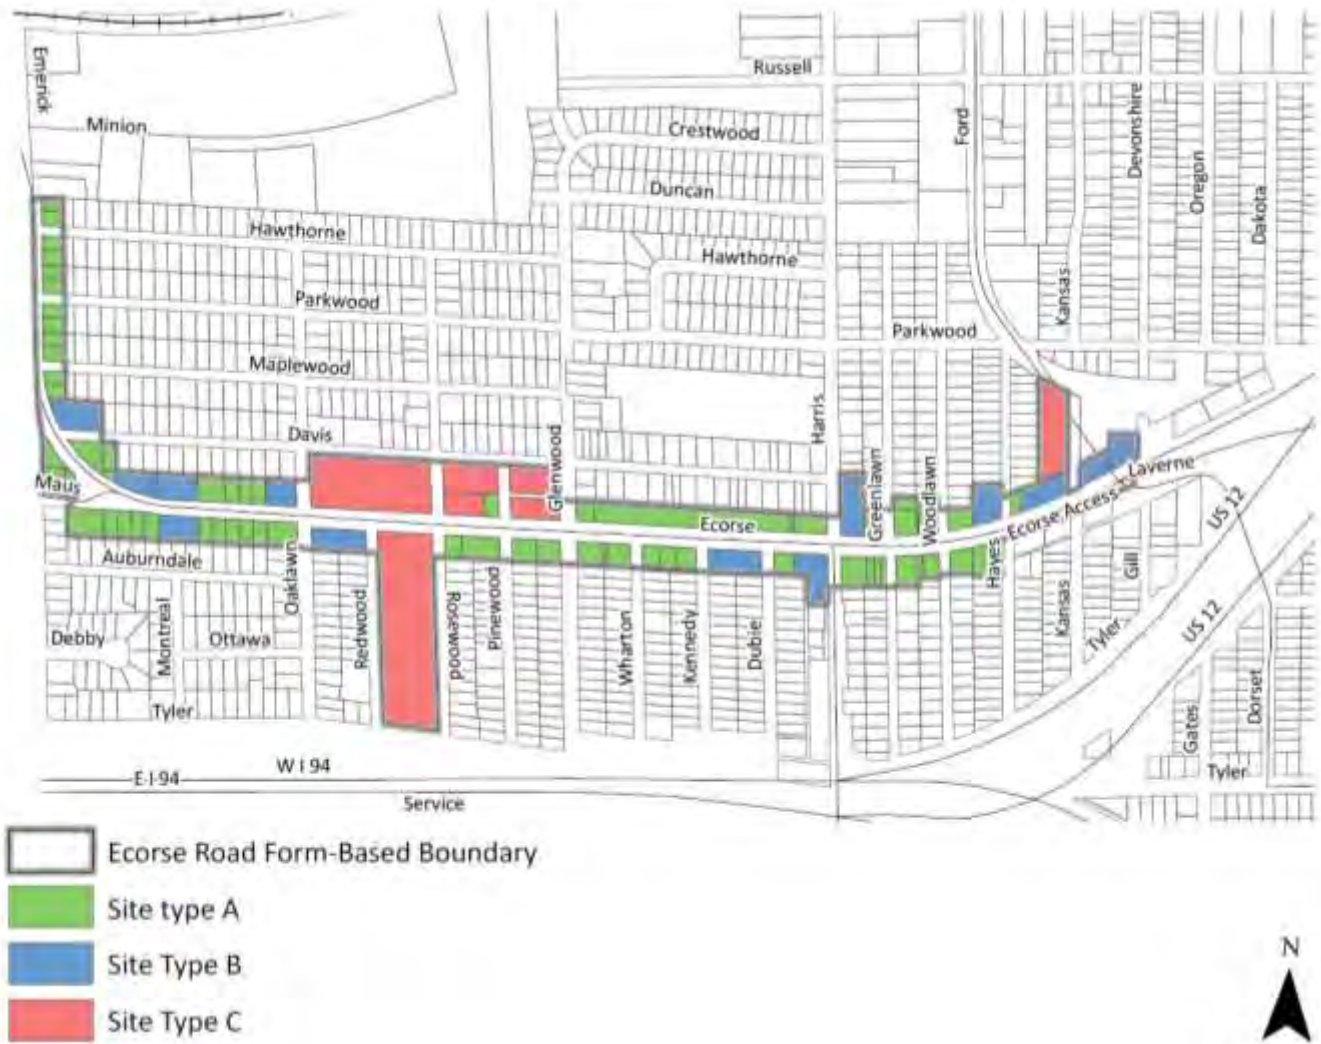 Russell
Emerick
Minion
Crestwood
Ford
Devonshire
Duncan
Oregon
Dakota
Hawthorne
Hawthorne
Parkwood
Kansas
Parkwood
Maplewood
Harris
Davis
Glenwood
Maus
Greenlawn
Woodlawn
Laverne
Ecorse
Ecorse Access
US 12
Auburndale
Oaklawn
Hayes
Gill
Debby
Montreal
Ottawa
Redwood
Rosewood
Pinewood
Wharton
Kennedy
Dubie
Kansas
Tyler
US 12
Tyler
Gates
Dorset
Tyler
W I 94
E I 94
Service
Ecorse Road Form-Based Boundary
Site type A
Site Type B
Site Type C
N